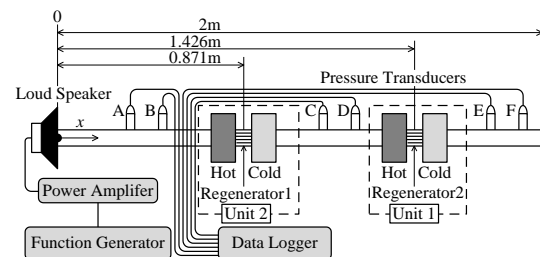 0
2m
1.426m
0.871m
Pressure Transducers
Loud Speaker
A B C D E F
x
Hot Cold Hot Cold
Regenerator1 Regenerator2
Power Amplifer
Unit 2 Unit 1
Function Generator Data Logger